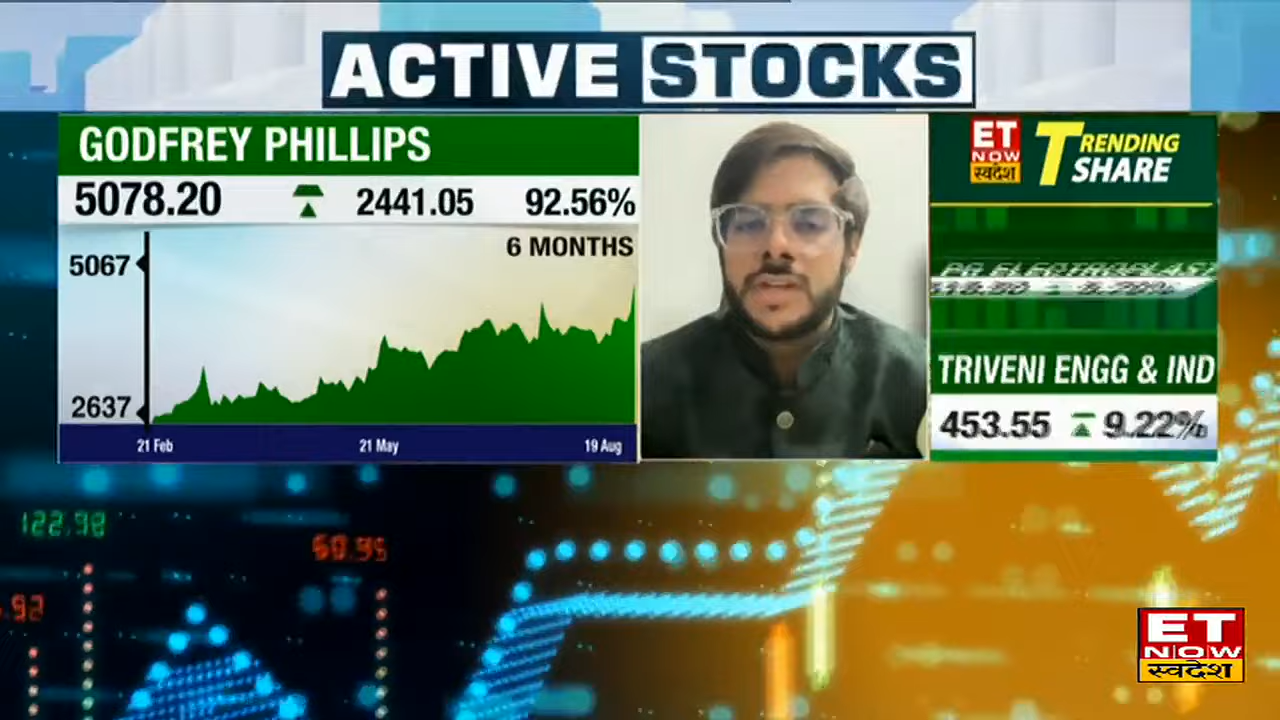 ACTIVE STOCKS
GODFREY PHILLIPS
5078.20 2441.05 92.56%
6 MONTHS
5067
2637
21 Feb 21 May 19 Aug
ET
NOW
स्वदेश
TRENDING
SHARE
TRIVENI ENGG & IND
453.55 9.22%
122.98
60.95
ET
NOW
स्वदेश